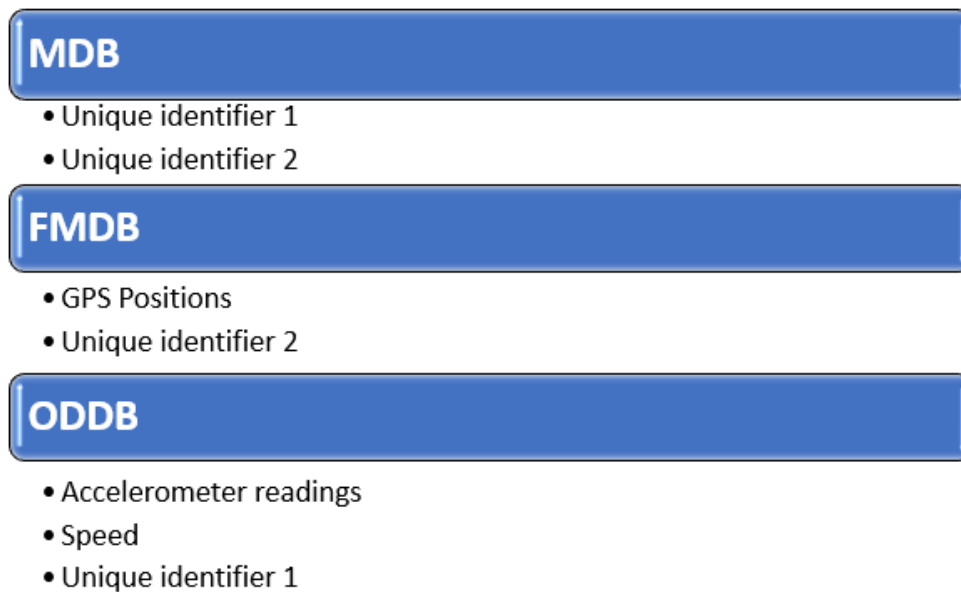 MDB
• Unique identifier 1
• Unique identifier 2
FMDB
• GPS Positions
• Unique identifier 2
ODDB
• Accelerometer readings
• Speed
• Unique identifier 1